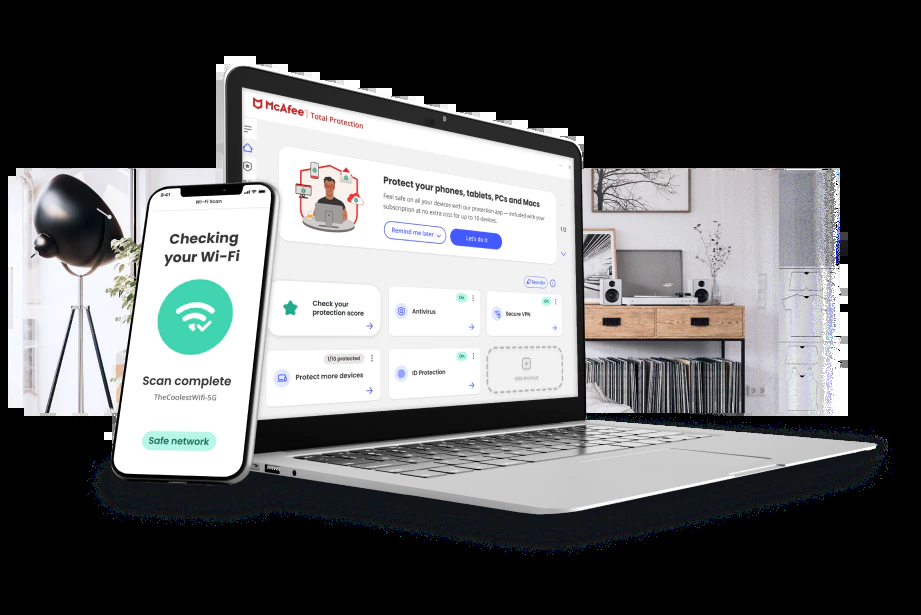 McAfee | Total Protection
Protect your phones, tablets, PCs and Macs
Feel safe on all your devices with our protection app — included with your
subscription at no extra cost for up to 10 devices.
Remind me later
Let's do it
Reorder
Check your
protection score
On
Antivirus
On
Secure VPN
1/10 protected
Protect more devices
On
ID Protection
Add shortcut
9:41
Wi-Fi Scan
Checking
your Wi-Fi
Scan complete
TheCoolestWifi-5G
Safe network